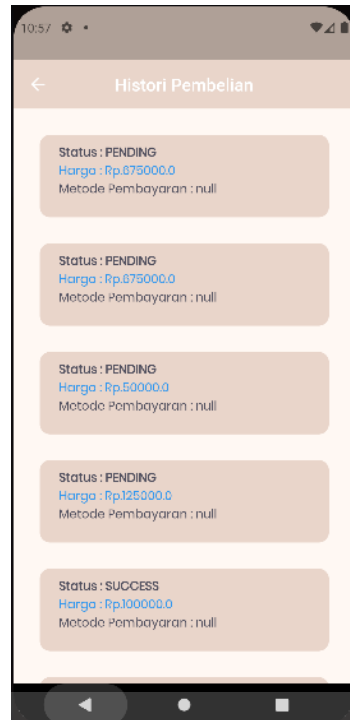 10:57
Histori Pembelian
Status : PENDING
Harga : Rp.675000.0
Metode Pembayaran : null
Status : PENDING
Harga : Rp.675000.0
Metode Pembayaran : null
Status : PENDING
Harga : Rp.50000.0
Metode Pembayaran : null
Status : PENDING
Harga : Rp.125000.0
Metode Pembayaran : null
Status : SUCCESS
Harga : Rp.100000.0
Metode Pembayaran : null